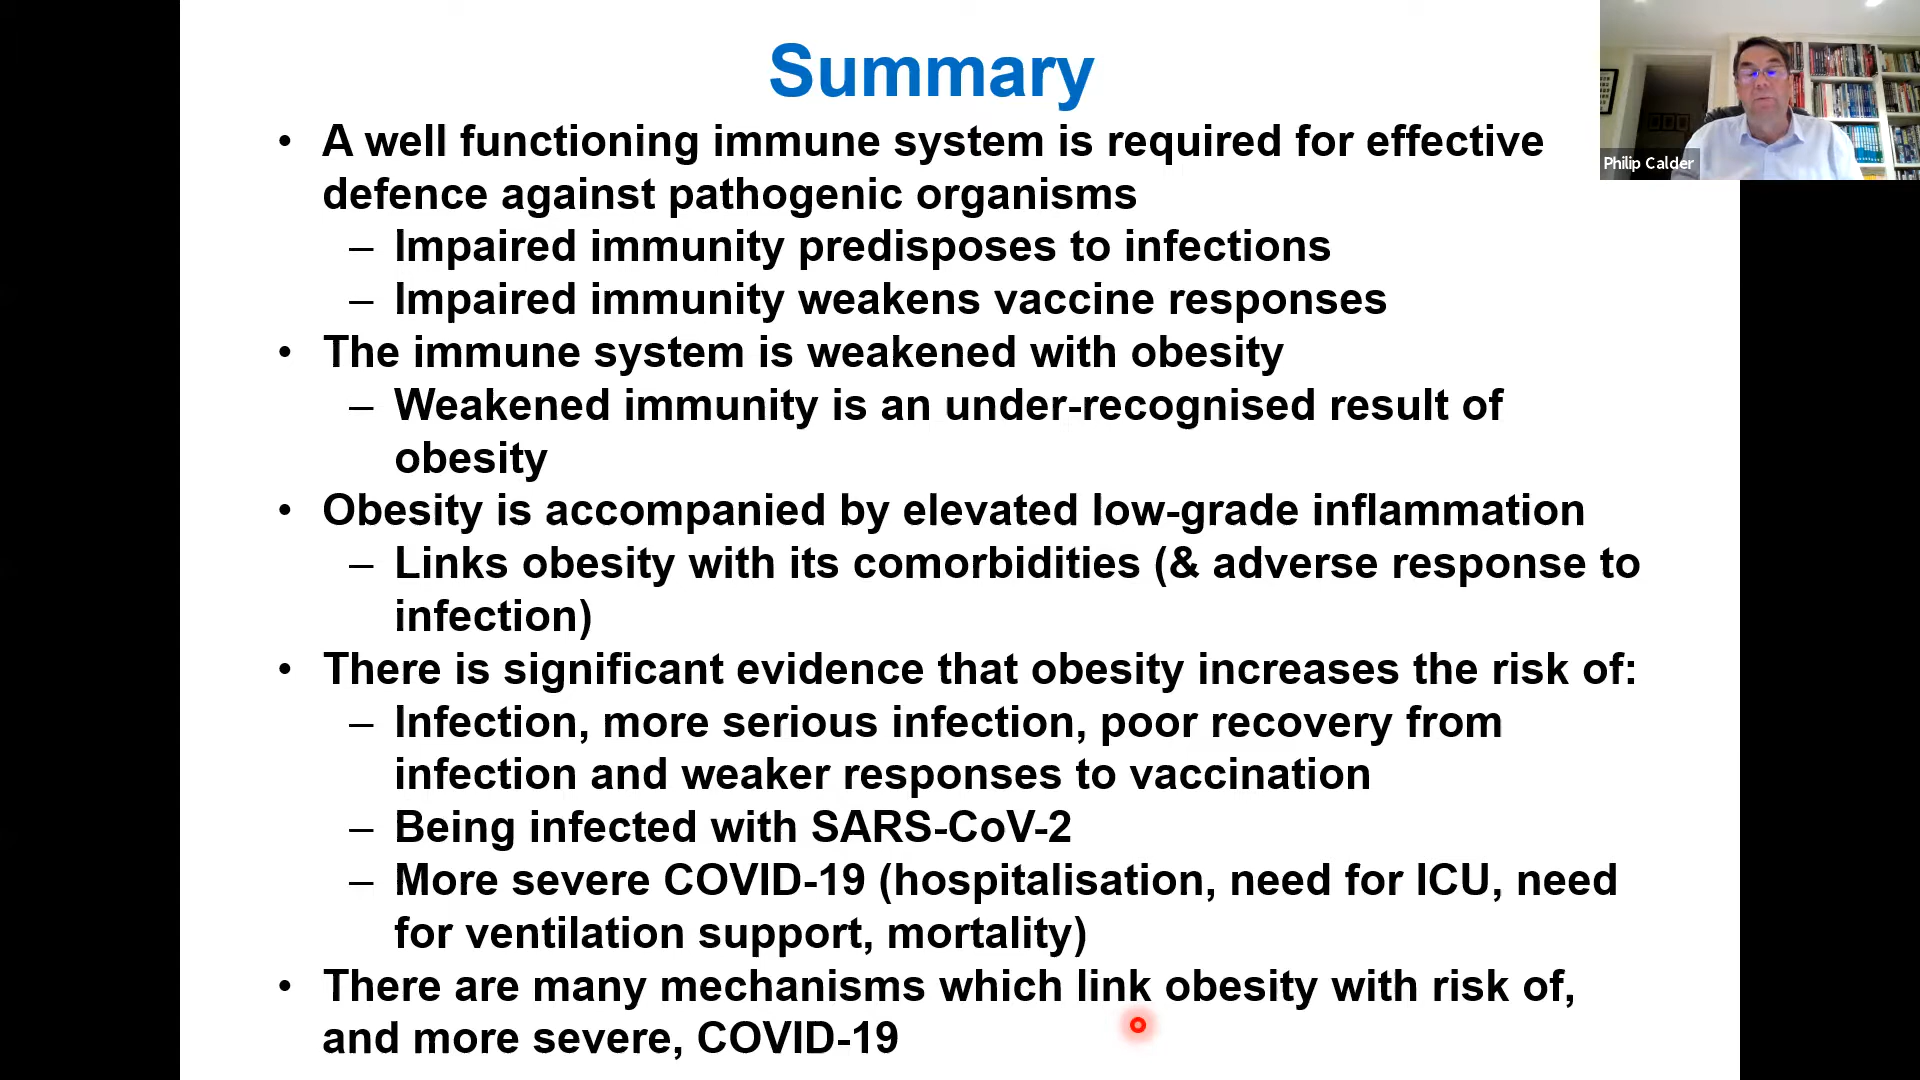 Summary
Philip Calder
• A well functioning immune system is required for effective
defence against pathogenic organisms
– Impaired immunity predisposes to infections
– Impaired immunity weakens vaccine responses
• The immune system is weakened with obesity
– Weakened immunity is an under-recognised result of
obesity
• Obesity is accompanied by elevated low-grade inflammation
– Links obesity with its comorbidities (& adverse response to
infection)
• There is significant evidence that obesity increases the risk of:
– Infection, more serious infection, poor recovery from
infection and weaker responses to vaccination
– Being infected with SARS-CoV-2
– More severe COVID-19 (hospitalisation, need for ICU, need
for ventilation support, mortality)
• There are many mechanisms which link obesity with risk of,
and more severe, COVID-19